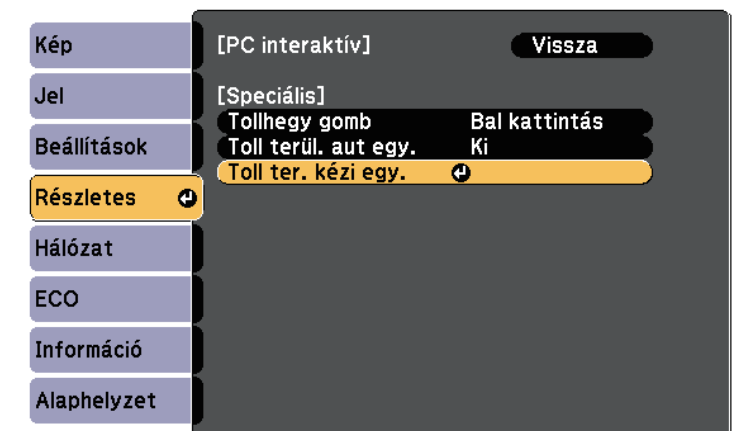 Kép
Jel
Beállítások
Részletes
Hálózat
ECO
Információ
Alaphelyzet
[PC interaktív] Vissza
[Speciális]
Tollhegy gomb Bal kattintás
Toll terül. aut egy. Ki
Toll ter. kézi egy.